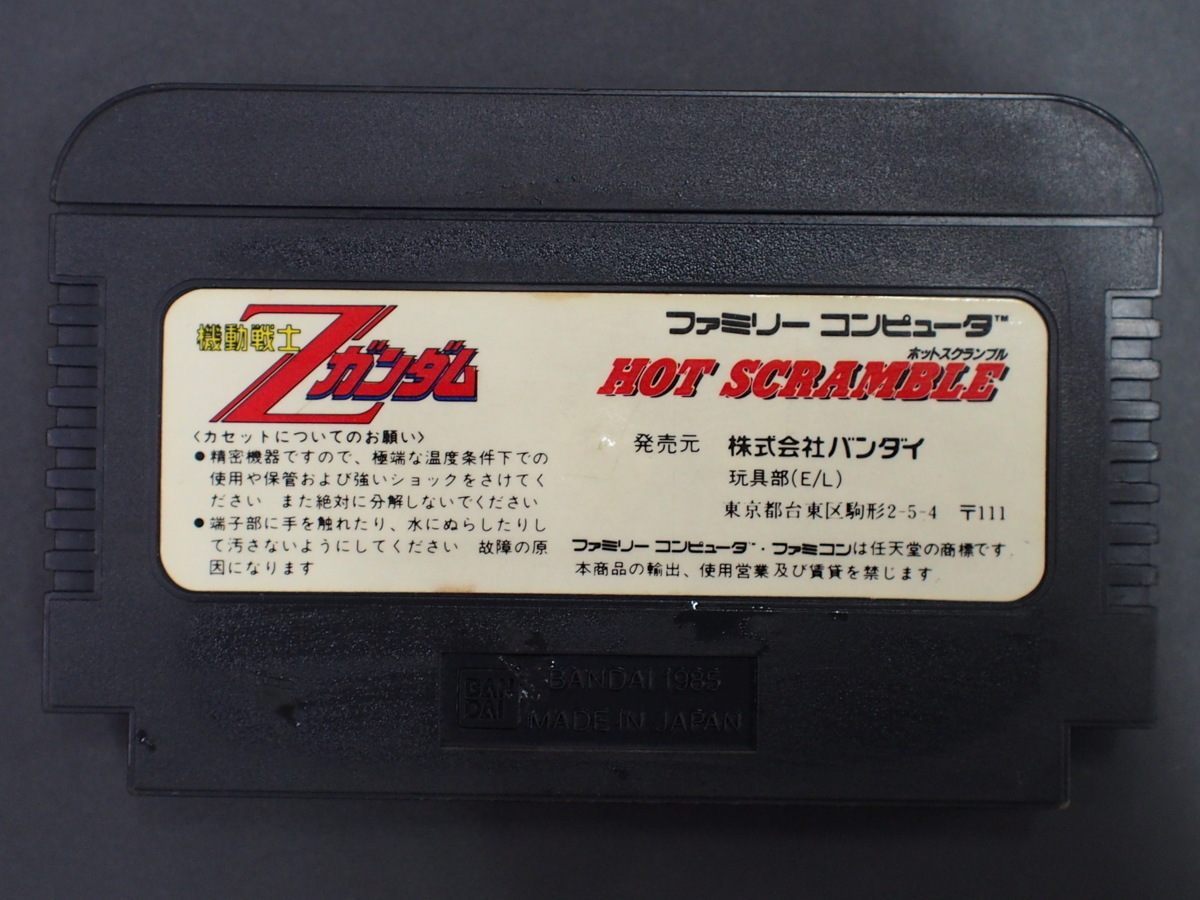 機動戦士Zガンダム
〈カセットについてのお願い〉
●精密機器ですので、極端な温度条件下での
使用や保管および強いショックをさけてく
ださい　また絶対に分解しないでください
●端子部に手を触れたり、水にぬらしたりし
て汚さないようにしてください　故障の原
因になります
ファミリー コンピュータ™
ホットスクランブル
HOT SCRAMBLE
発売元　株式会社バンダイ
玩具部(E/L)
東京都台東区駒形2-5-4　〒111
ファミリー コンピュータ™・ファミコンは任天堂の商標です
本商品の輸出、使用営業及び賃貸を禁じます
BAN
DAI
BANDAI 1985
MADE IN JAPAN